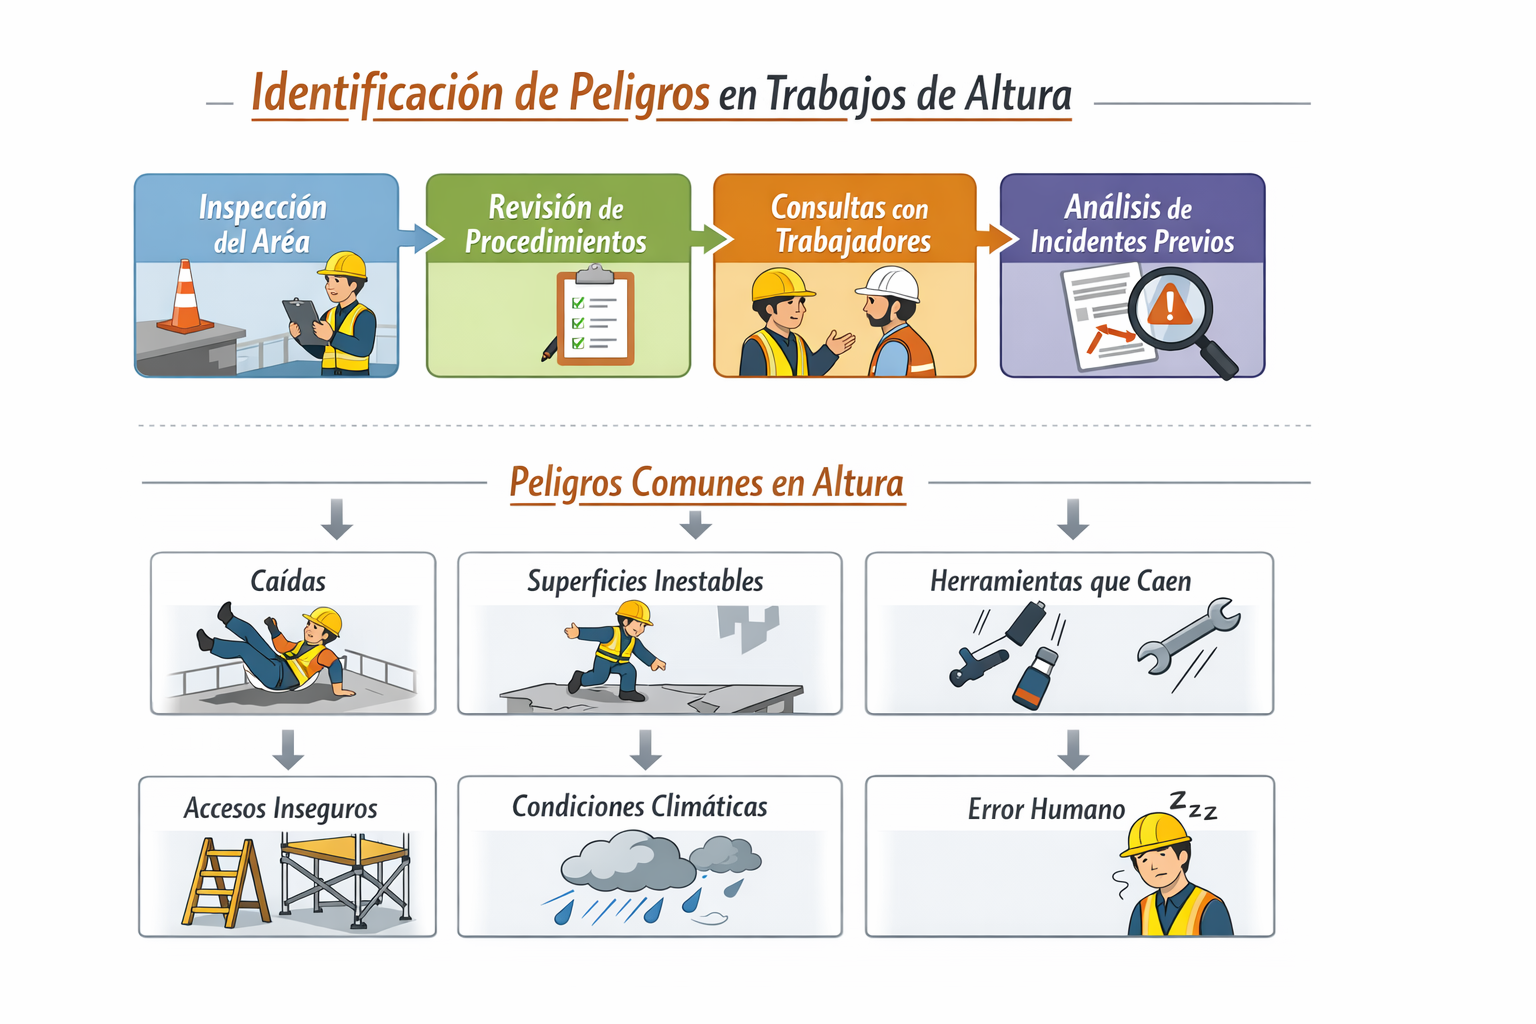 Identificación de Peligros en Trabajos de Altura
Inspección
del Aréa
Revisión de
Procedimientos
Consultas con
Trabajadores
Análisis de
Incidentes Previos
Peligros Comunes en Altura
Caídas
Superficies Inestables
Herramientas que Caen
Accesos Inseguros
Condiciones Climáticas
Error Humano
zzz